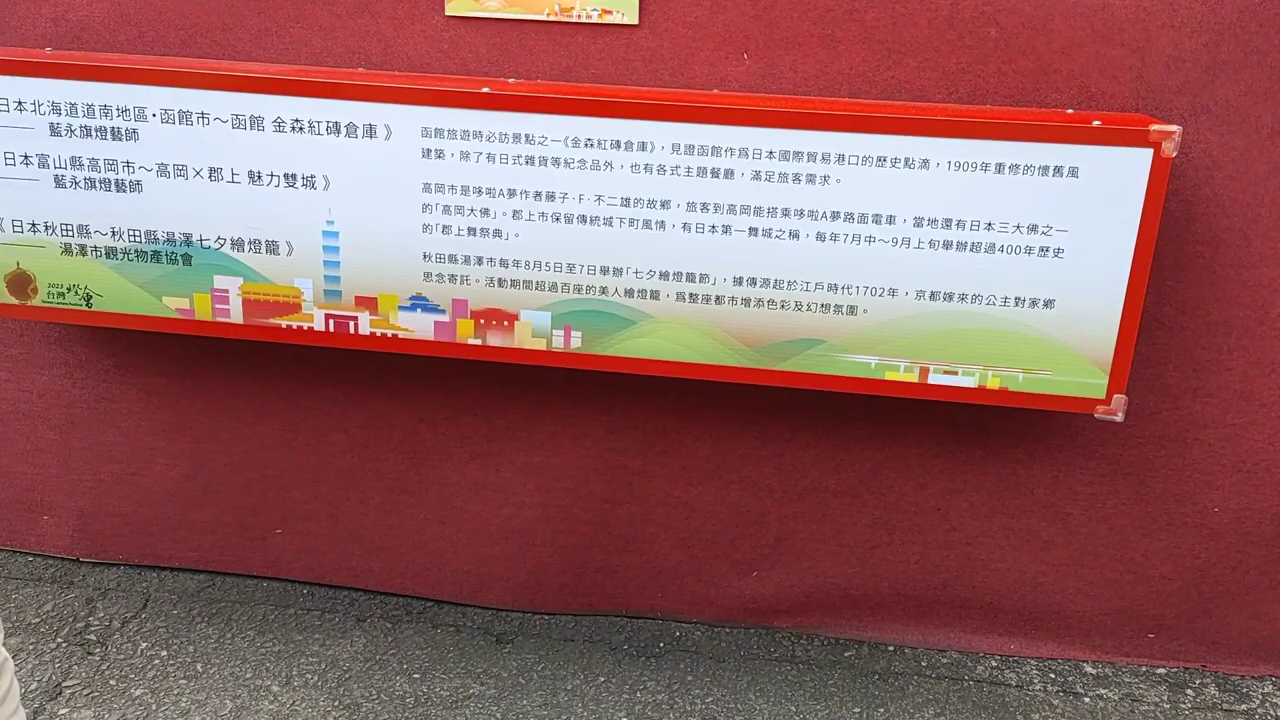 日本北海道道南地區・函館市～函館 金森紅磚倉庫 》
—— 藍永旗燈藝師
日本富山縣高岡市～高岡×郡上 魅力雙城 》
—— 藍永旗燈藝師
《 日本秋田縣～秋田縣湯澤七夕繪燈籠 》
—— 湯澤市觀光物產協會
2023
台灣燈會
Taiwan Lantern Festival
函館旅遊時必訪景點之一《金森紅磚倉庫》，見證函館作為日本國際貿易港口的歷史點滴，1909年重修的懷舊風
建築，除了有日式雜貨等紀念品外，也有各式主題餐廳，滿足旅客需求。
高岡市是哆啦A夢作者藤子·F·不二雄的故鄉，旅客到高岡能搭乘哆啦A夢路面電車，當地還有日本三大佛之一
的「高岡大佛」。郡上市保留傳統城下町風情，有日本第一舞城之稱，每年7月中～9月上旬舉辦超過400年歷史
的「郡上舞祭典」。
秋田縣湯澤市每年8月5日至7日舉辦「七夕繪燈籠節」，據傳源起於江戶時代1702年，京都嫁來的公主對家鄉
思念寄託。活動期間超過百座的美人繪燈籠，為整座都市增添色彩及幻想氛圍。